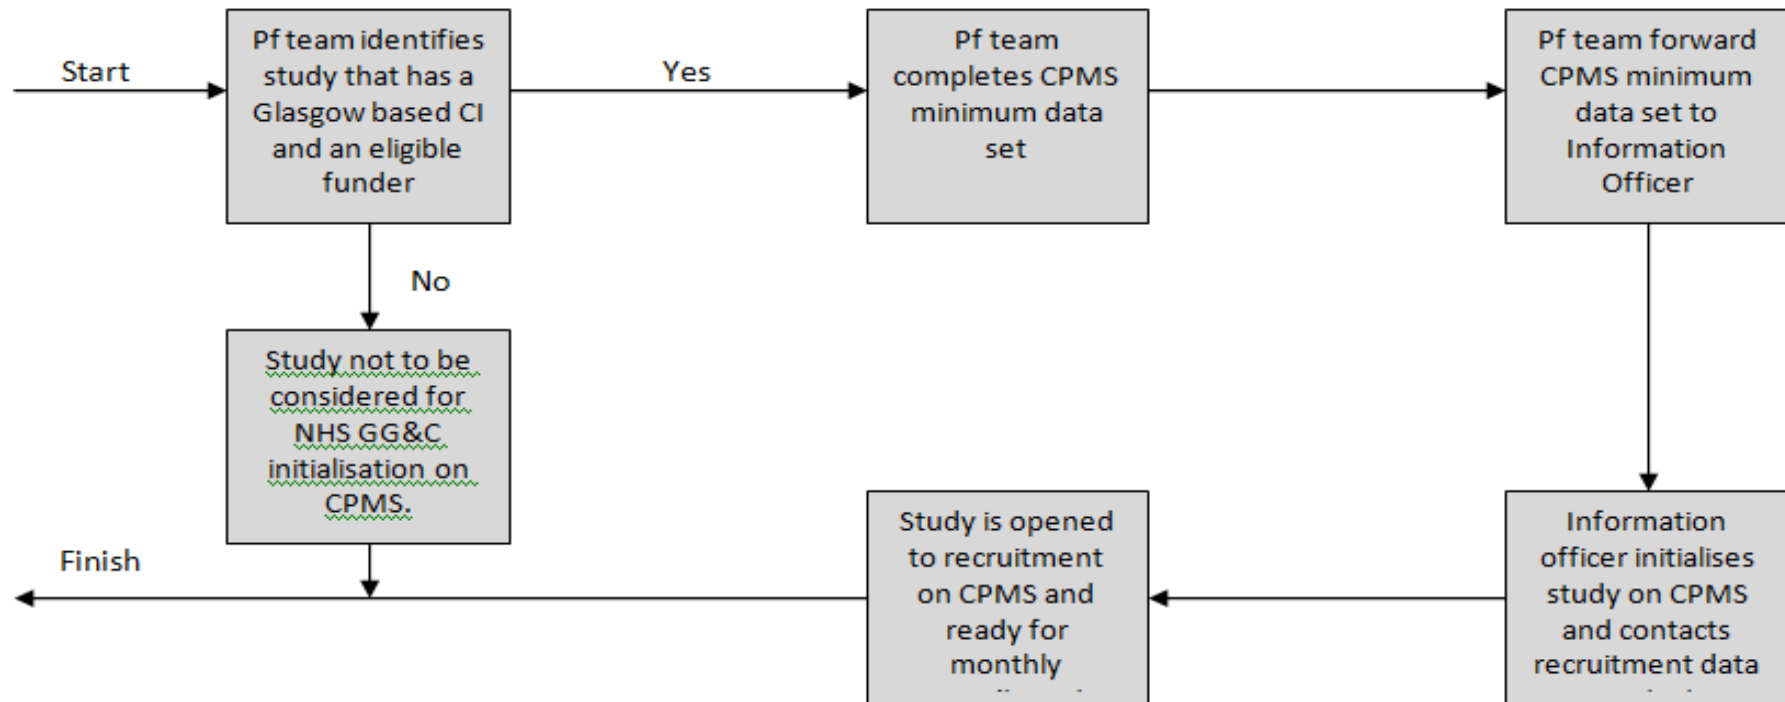 Start
Pf team identifies
study that has a
Glasgow based CI
and an eligible
funder
Yes
Pf team
completes CPMS
minimum data
set
Pf team forward
CPMS minimum
data set to
Information
Officer
No
Study not to be
considered for
NHS GG&C
initialisation on
CPMS.
Finish
Study is opened
to recruitment
on CPMS and
ready for
monthly
Information
officer initialises
study on CPMS
and contacts
recruitment data